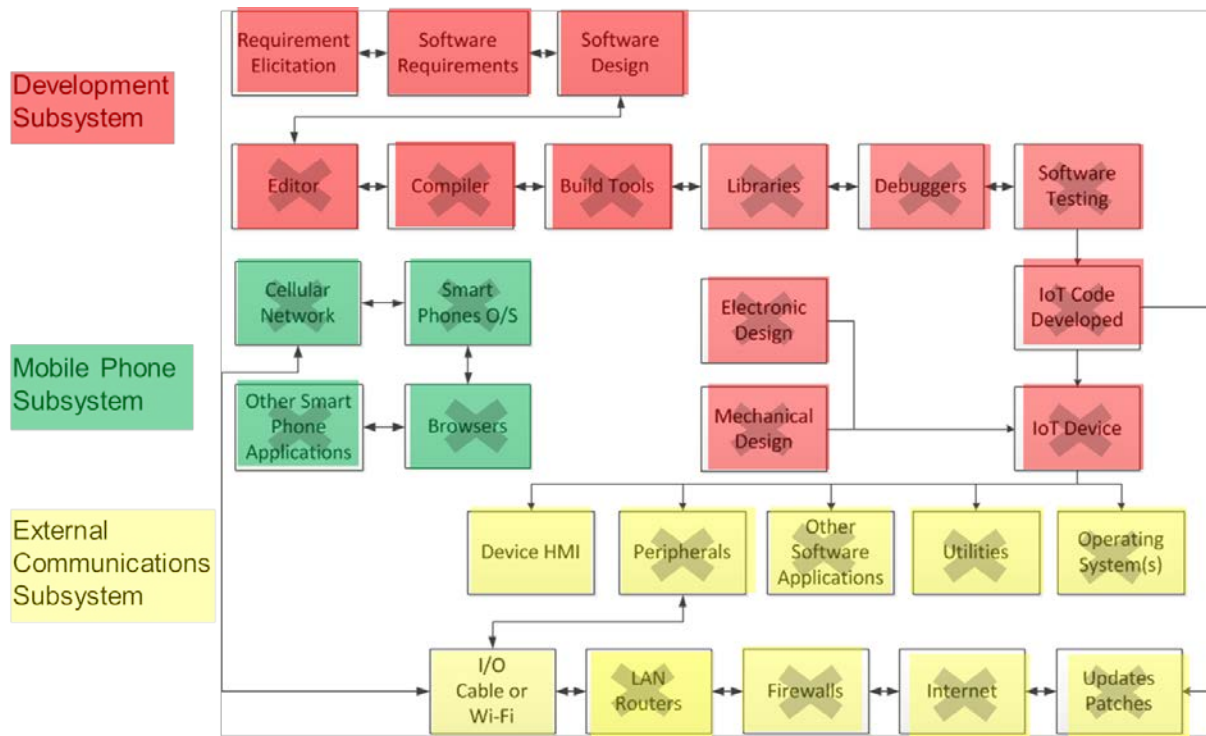 Requirement
Elicitation
Software
Requirements
Software
Design
Development
Subsystem
Editor
Compiler
Build Tools
Libraries
Debuggers
Software
Testing
Cellular
Network
Smart
Phones O/S
Electronic
Design
IoT Code
Developed
Mobile Phone
Subsystem
Other Smart
Phone
Applications
Browsers
Mechanical
Design
IoT Device
External
Communications
Subsystem
Device HMI
Peripherals
Other
Software
Applications
Utilities
Operating
System(s)
I/O
Cable or
Wi-Fi
LAN
Routers
Firewalls
Internet
Updates
Patches